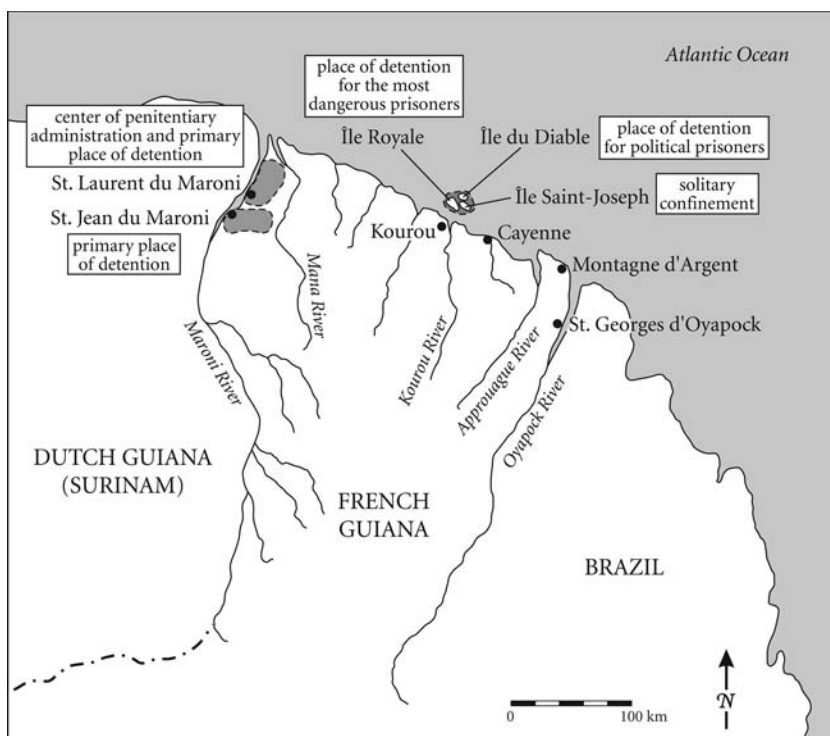 Atlantic Ocean
place of detention
for the most
dangerous prisoners
center of penitentiary
administration and primary
place of detention
Île Royale
Île du Diable
place of detention
for political prisoners
St. Laurent du Maroni
Île Saint-Joseph
solitary
confinement
St. Jean du Maroni
primary place
of detention
Kourou
Cayenne
Montagne d'Argent
Mana River
St. Georges d'Oyapock
Maroni River
Kourou River
Approuague River
Oyapock River
DUTCH GUIANA
(SURINAM)
FRENCH
GUIANA
BRAZIL
N
0 100 km